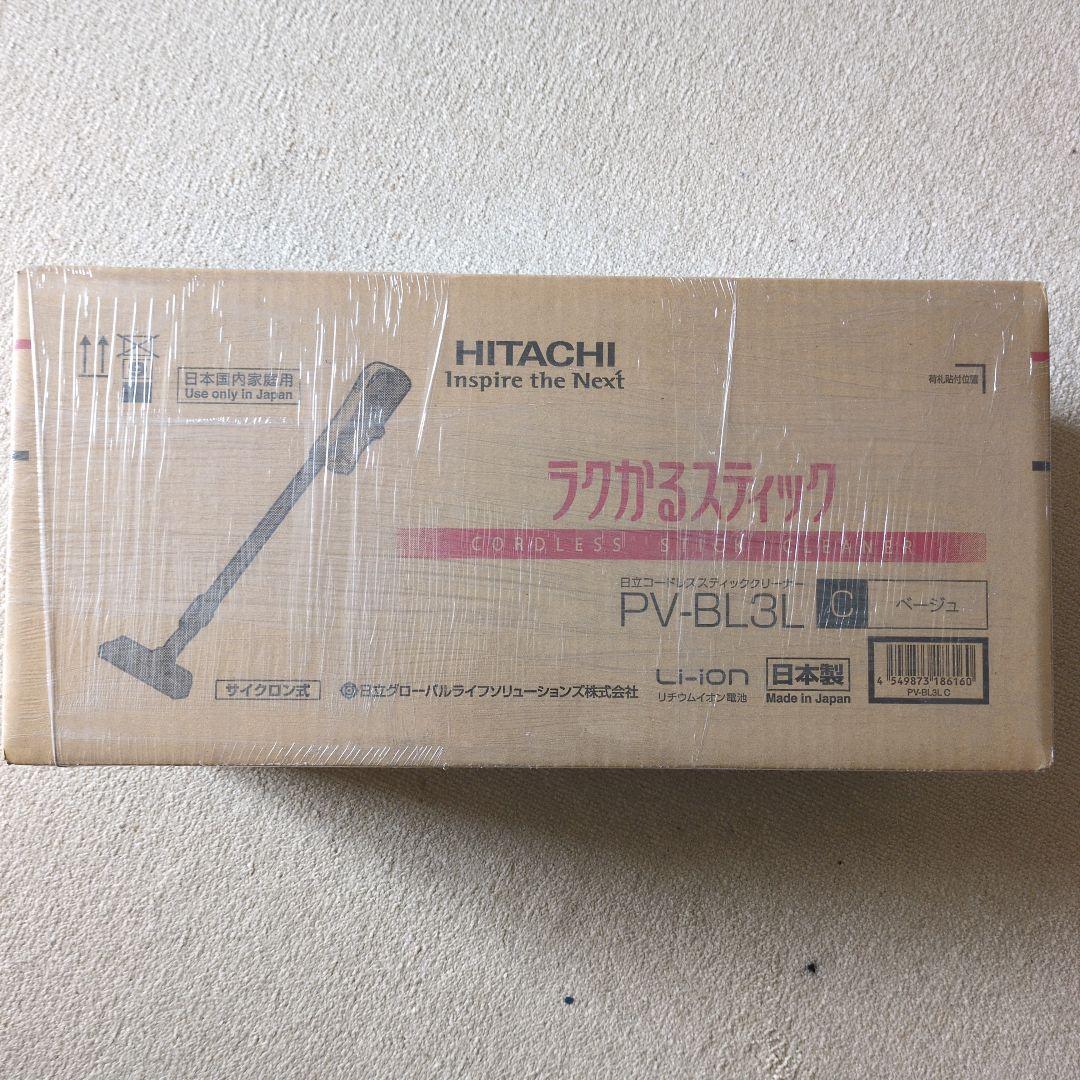 HITACHI
Inspire the Next
日本国内家庭用
Use only in Japan
荷札貼付位置
ラクかるスティック
CORDLESS STICK CLEANER
日立コードレススティッククリーナー
PV-BL3L C ベージュ
サイクロン式
日立グローバルライフソリューションズ株式会社
Li-ion
リチウムイオン電池
日本製
Made in Japan
4 549873 186160
PV-BL3L C